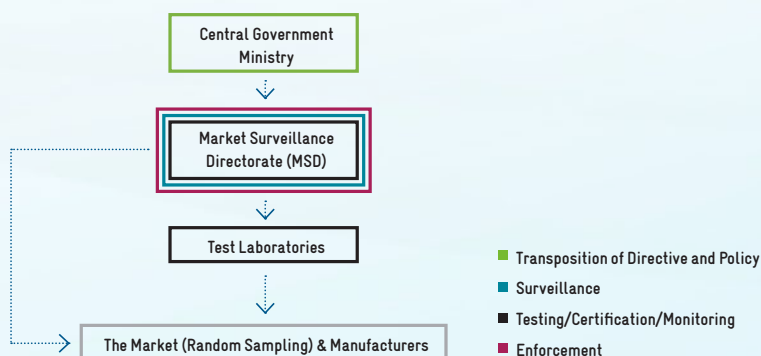 Central Government
Ministry
Market Surveillance
Directorate (MSD)
Test Laboratories
The Market (Random Sampling) & Manufacturers
Transposition of Directive and Policy
Surveillance
Testing/Certification/Monitoring
Enforcement